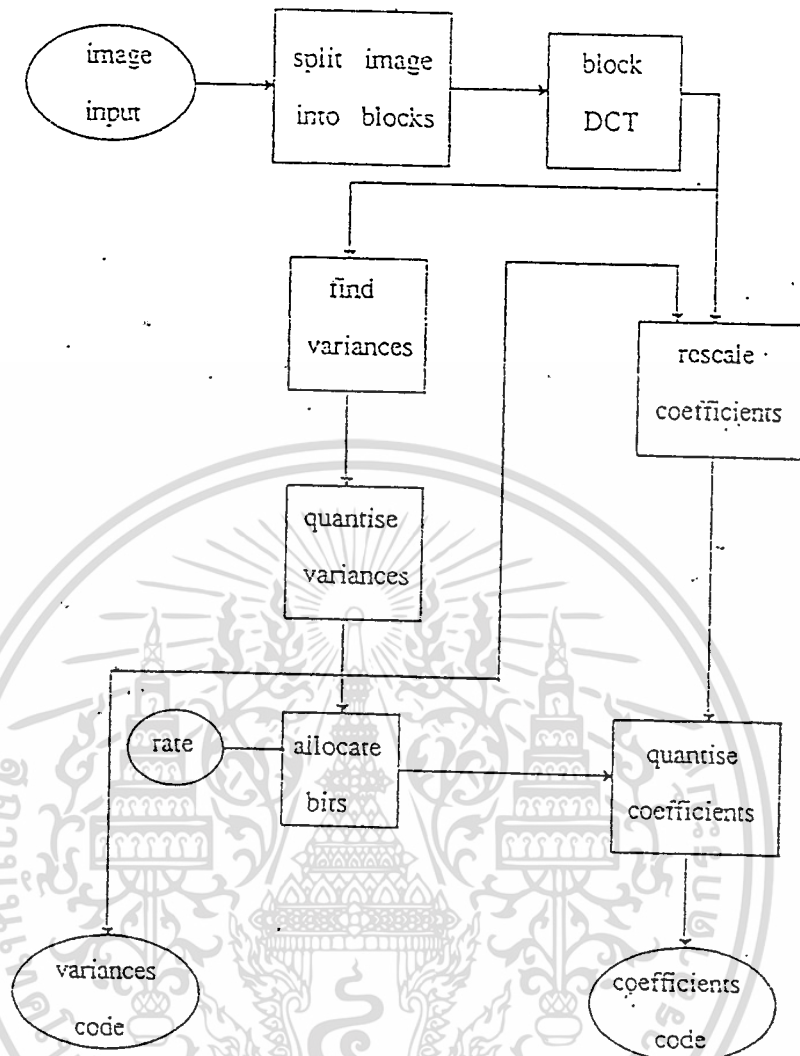 image
input
split image
into blocks
block
DCT
find
variances
rescale
coefficients
quantise
variances
rate
allocate
bits
quantise
coefficients
variances
code
coefficients
code